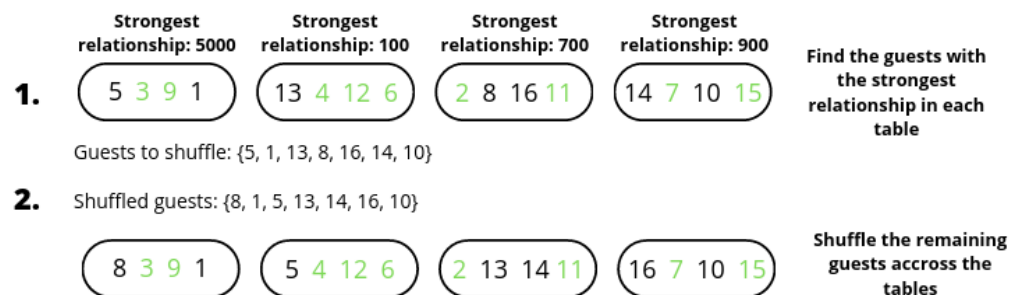 Strongest relationship: 5000
Strongest relationship: 100
Strongest relationship: 700
Strongest relationship: 900
1.
5 3 9 1
13 4 12 6
2 8 16 11
14 7 10 15
Find the guests with
the strongest
relationship in each
table
Guests to shuffle: {5, 1, 13, 8, 16, 14, 10}
2.
Shuffled guests: {8, 1, 5, 13, 14, 16, 10}
8 3 9 1
5 4 12 6
2 13 14 11
16 7 10 15
Shuffle the remaining
guests accross the
tables